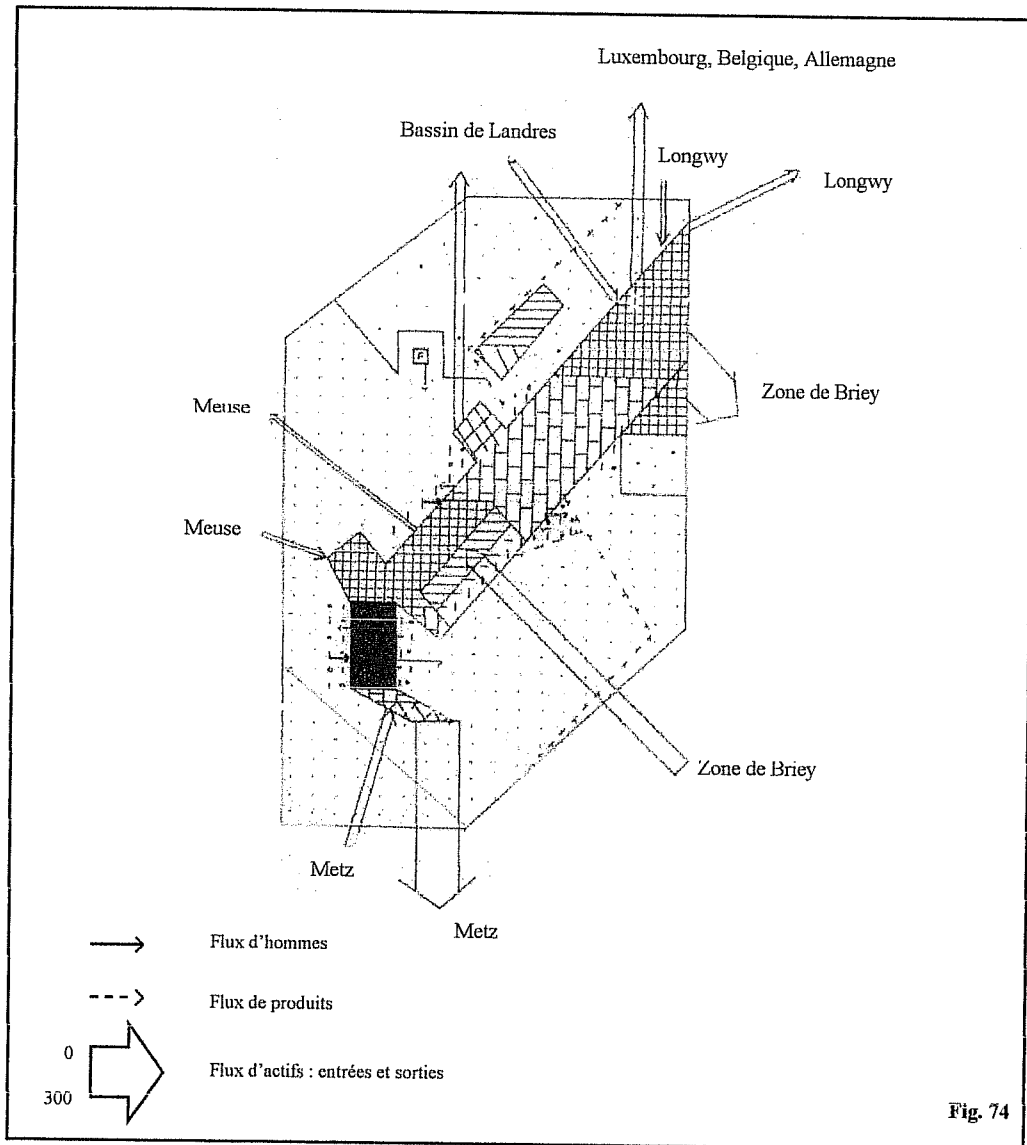 Luxembourg, Belgique, Allemagne
Bassin de Landres
Longwy
Longwy
F
Zone de Briey
Meuse
Meuse
Zone de Briey
Metz
Metz
Flux d'hommes
Flux de produits
0
300
Flux d'actifs : entrées et sorties
Fig. 74